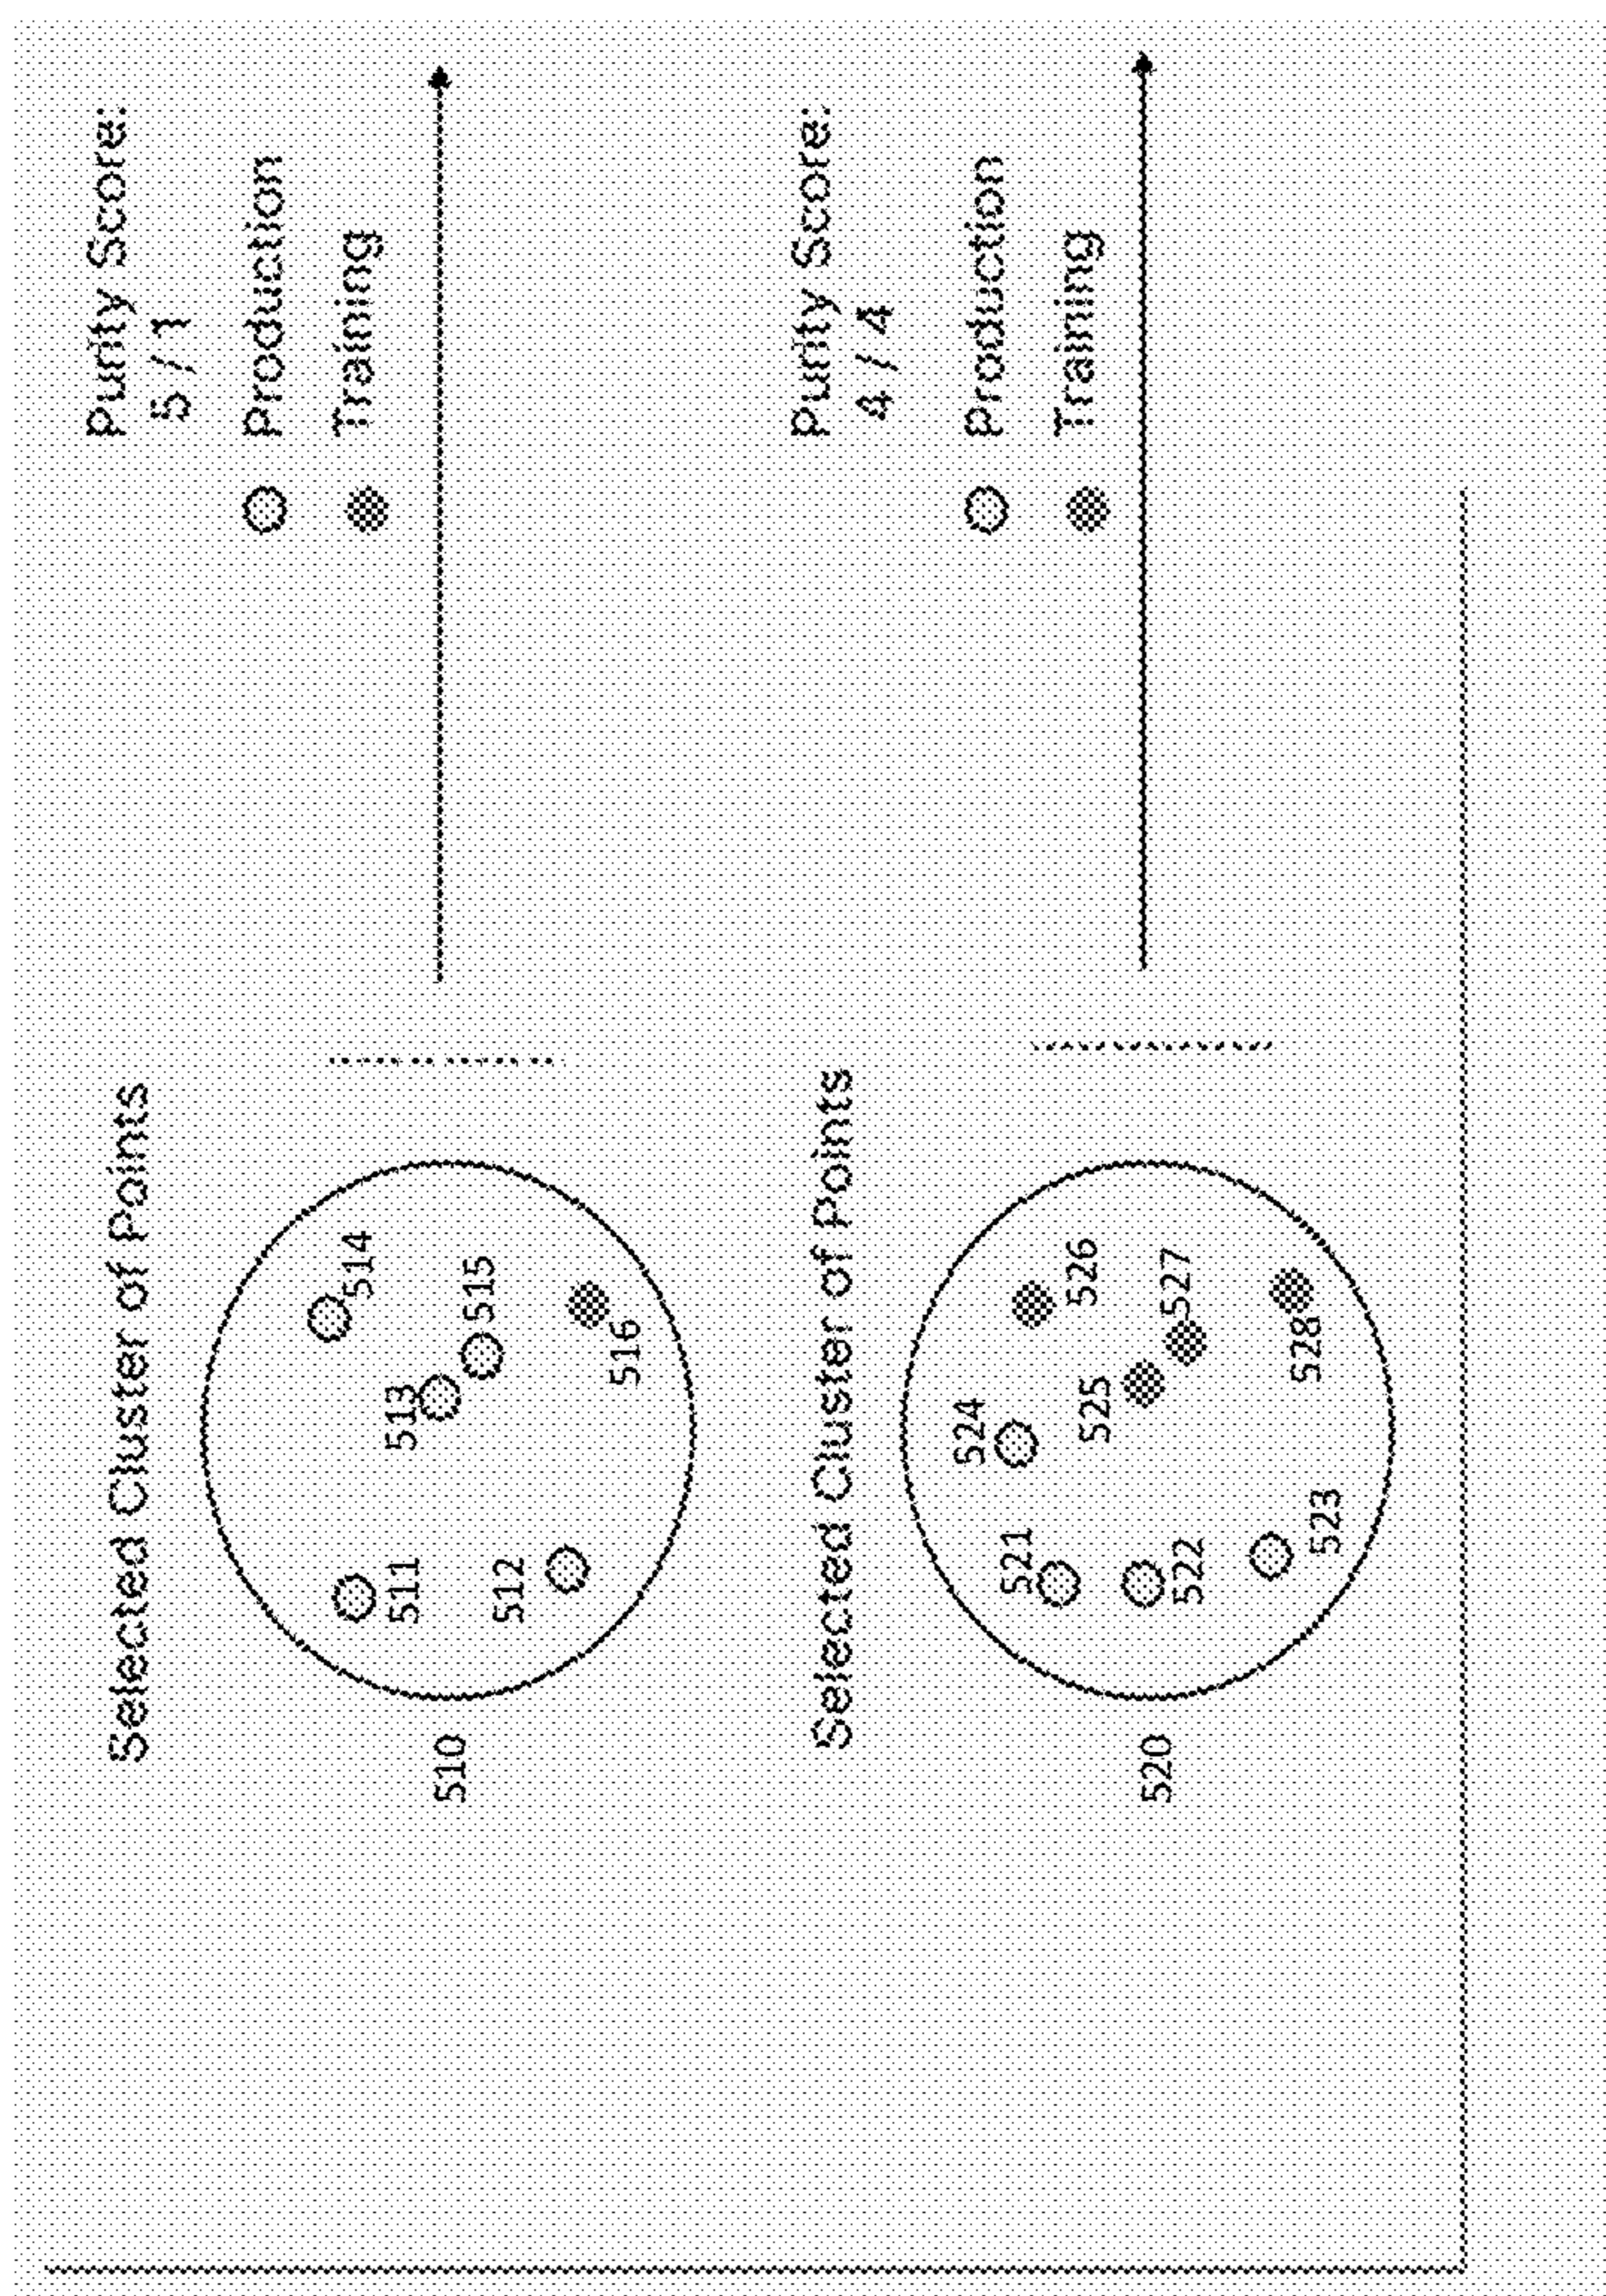 Selected Cluster of Points
510
511
512
513
514
515
516
Purity Score:
5 / 1
Production
Training
Selected Cluster of Points
520
521
522
523
524
525
526
527
528
Purity Score:
4 / 4
Production
Training